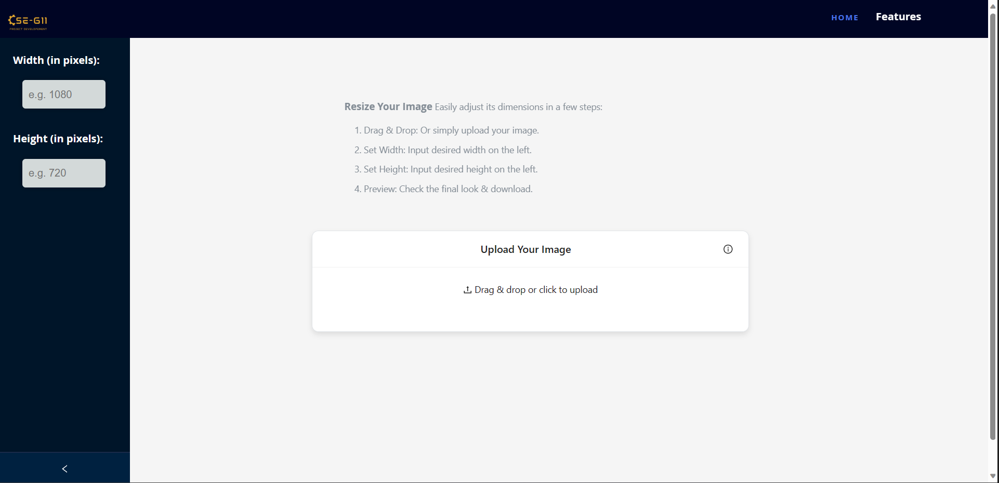 CSE-G11
PROJECT DEVELOPEMENT
HOME
Features
Width (in pixels):
e.g. 1080
Height (in pixels):
e.g. 720
Resize Your Image Easily adjust its dimensions in a few steps:
1. Drag & Drop: Or simply upload your image.
2. Set Width: Input desired width on the left.
3. Set Height: Input desired height on the left.
4. Preview: Check the final look & download.
Upload Your Image
Drag & drop or click to upload